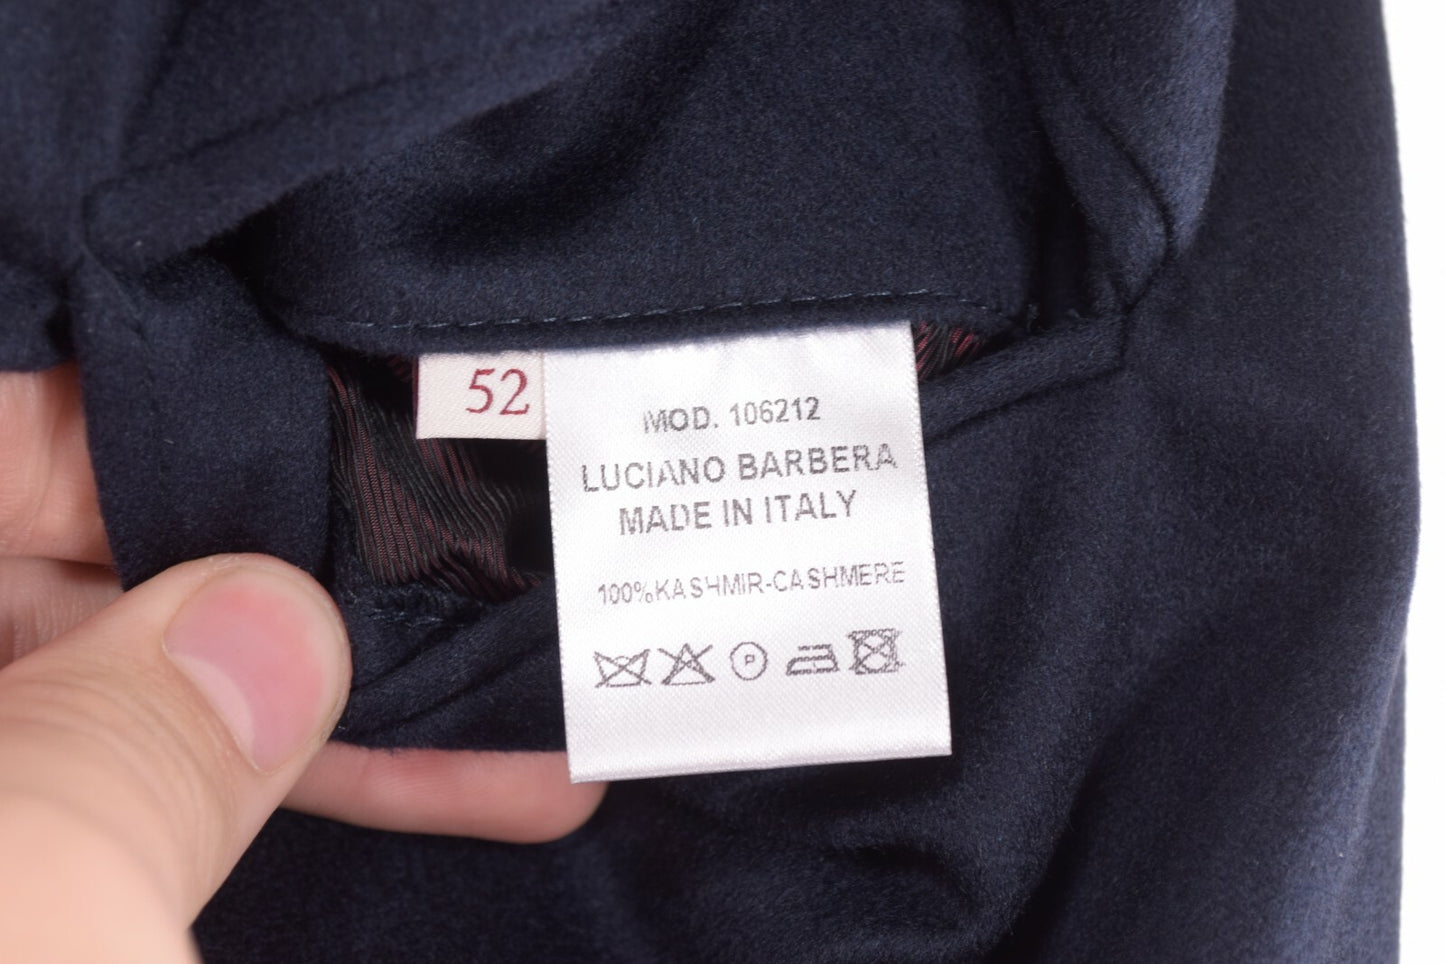 52
MOD. 106212
LUCIANO BARBERA
MADE IN ITALY
100%KASHMIR-CASHMERE
P